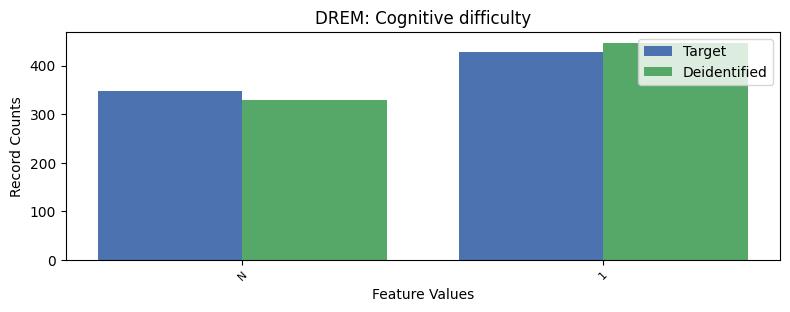 DREM: Cognitive difficulty
Target
Deidentified
Record Counts
400
300
200
100
0
N
1
Feature Values